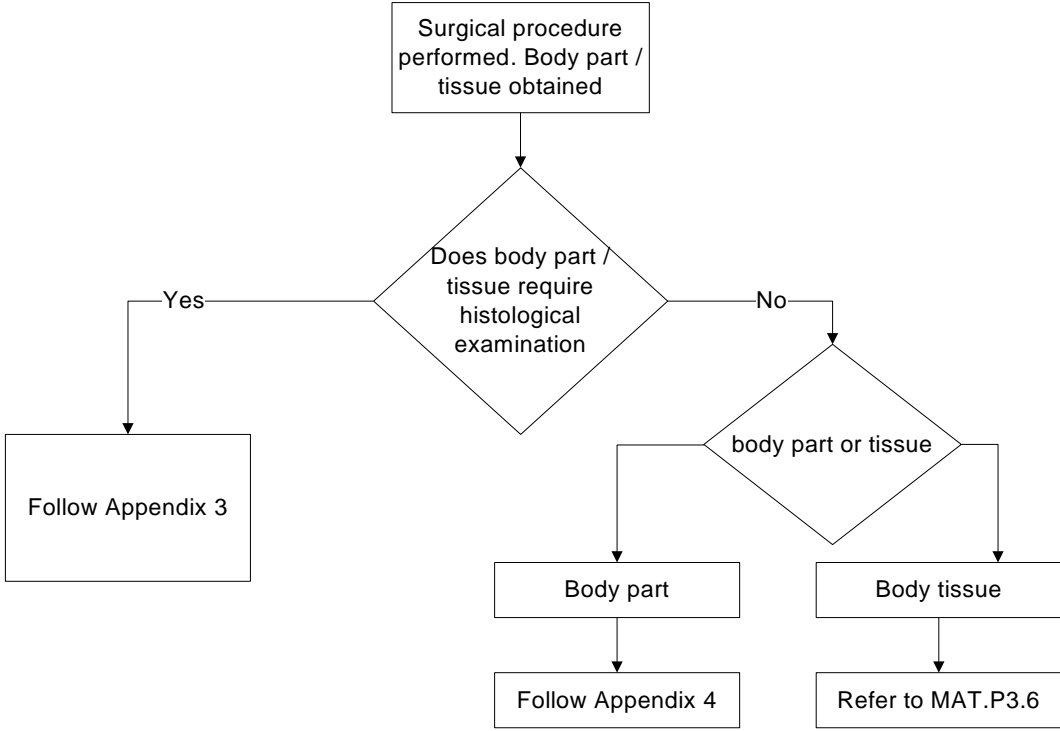 Surgical procedure
performed. Body part /
tissue obtained
Does body part /
tissue require
histological
examination
Yes
No
body part or tissue
Follow Appendix 3
Body part
Body tissue
Follow Appendix 4
Refer to MAT.P3.6